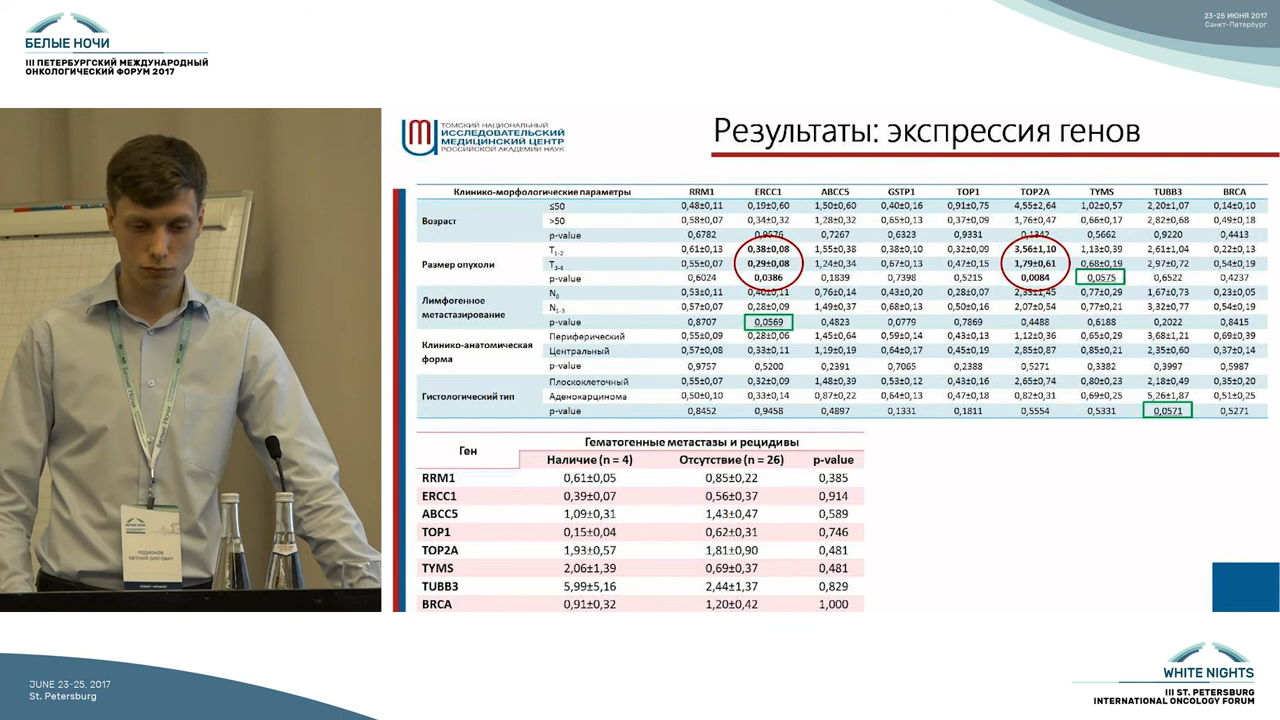 БЕЛЫЕ НОЧИ
III ПЕТЕРБУРГСКИЙ МЕЖДУНАРОДНЫЙ
ОНКОЛОГИЧЕСКИЙ ФОРУМ 2017
23-25 ИЮНЯ 2017
Санкт-Петербург
ТОМСКИЙ НАЦИОНАЛЬНЫЙ
ИССЛЕДОВАТЕЛЬСКИЙ
МЕДИЦИНСКИЙ ЦЕНТР
РОССИЙСКОЙ АКАДЕМИИ НАУК
Результаты: экспрессия генов
Клинико-морфологические параметры RRM1 ERCC1 ABCC5 GSTP1 TOP1 TOP2A TYMS TUBB3 BRCA
Возраст
≤50 0,48±0,11 0,19±0,60 1,50±0,60 0,40±0,16 0,91±0,75 4,55±2,64 1,02±0,57 2,20±1,07 0,14±0,10
>50 0,58±0,07 0,34±0,32 1,28±0,32 0,65±0,13 0,37±0,09 1,76±0,47 0,66±0,17 2,82±0,68 0,49±0,18
p-value 0,6782 0,9576 0,7267 0,6323 0,9331 0,1342 0,5662 0,9220 0,4413
Размер опухоли
T1-2 0,61±0,13 0,38±0,08 1,55±0,38 0,38±0,10 0,32±0,09 3,56±1,10 1,13±0,39 2,61±1,04 0,22±0,13
T3-4 0,55±0,07 0,29±0,08 1,24±0,34 0,67±0,13 0,47±0,15 1,79±0,61 0,68±0,19 2,97±0,72 0,54±0,19
p-value 0,6024 0,0386 0,1839 0,7398 0,5215 0,0084 0,0575 0,6522 0,4237
Лимфогенное
метастазирование
N0 0,53±0,11 0,40±0,11 0,76±0,14 0,43±0,20 0,28±0,07 2,35±1,45 0,77±0,29 1,67±0,73 0,23±0,05
N1-3 0,57±0,07 0,28±0,09 1,49±0,37 0,68±0,13 0,50±0,16 2,07±0,54 0,77±0,21 3,32±0,77 0,54±0,19
p-value 0,8707 0,0569 0,4823 0,0779 0,7869 0,4488 0,6188 0,2022 0,8415
Клинико-анатомическая
форма
Периферический 0,55±0,09 0,28±0,06 1,45±0,64 0,59±0,14 0,43±0,13 1,12±0,36 0,65±0,29 3,68±1,21 0,69±0,39
Центральный 0,57±0,08 0,33±0,11 1,19±0,19 0,64±0,17 0,45±0,19 2,85±0,87 0,85±0,21 2,35±0,60 0,37±0,14
p-value 0,9757 0,5200 0,2391 0,7065 0,2388 0,5271 0,3382 0,3997 0,5987
Гистологический тип
Плоскоклеточный 0,55±0,07 0,32±0,09 1,48±0,39 0,53±0,12 0,43±0,16 2,65±0,74 0,80±0,23 2,18±0,49 0,35±0,20
Аденокарцинома 0,50±0,10 0,33±0,14 0,87±0,22 0,64±0,13 0,47±0,18 0,82±0,31 0,69±0,25 5,26±1,87 0,51±0,25
p-value 0,8452 0,9458 0,4897 0,1331 0,1811 0,5554 0,5331 0,0571 0,5271
Ген Гематогенные метастазы и рецидивы
Наличие (n = 4) Отсутствие (n = 26) p-value
RRM1 0,61±0,05 0,85±0,22 0,385
ERCC1 0,39±0,07 0,56±0,37 0,914
ABCC5 1,09±0,31 1,43±0,47 0,589
TOP1 0,15±0,04 0,62±0,31 0,746
TOP2A 1,93±0,57 1,81±0,90 0,481
TYMS 2,06±1,39 0,69±0,37 0,481
TUBB3 5,99±5,16 2,44±1,37 0,829
BRCA 0,91±0,32 1,20±0,42 1,000
РОДИОНОВ
ЕВГЕНИЙ ОЛЕГОВИЧ
JUNE 23-25, 2017
St. Petersburg
WHITE NIGHTS
III ST. PETERSBURG
INTERNATIONAL ONCOLOGY FORUM